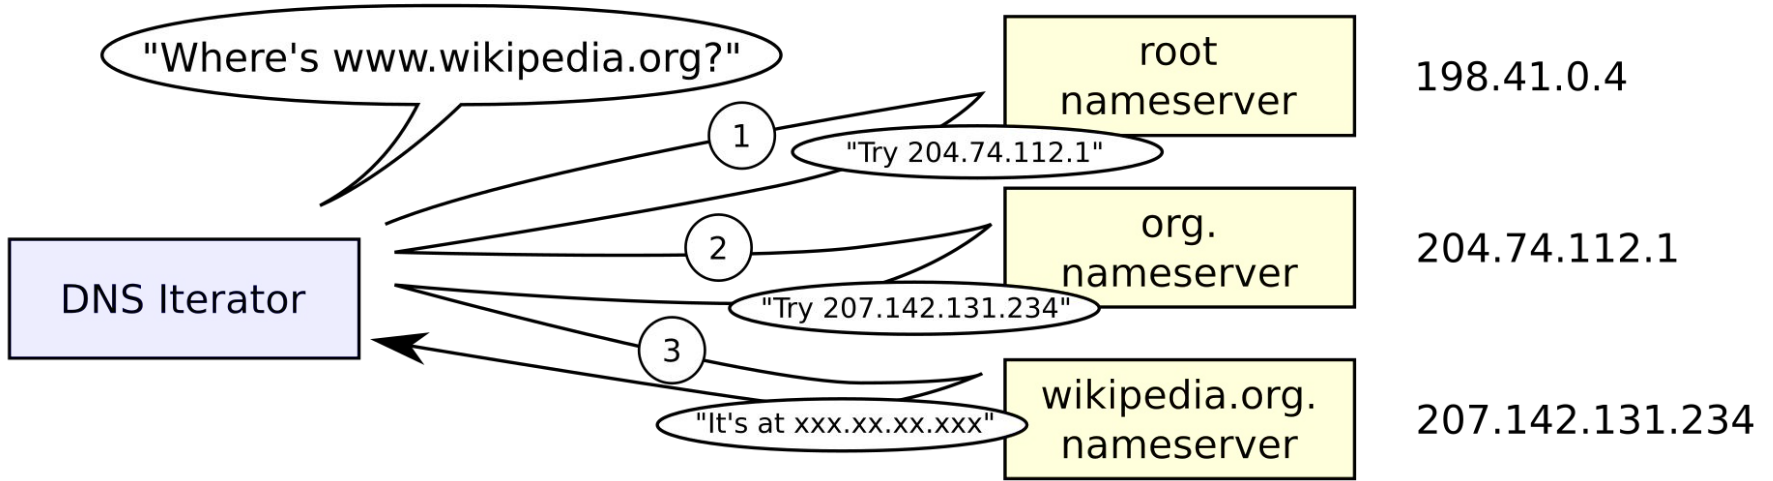 "Where's www.wikipedia.org?"
root
nameserver
198.41.0.4
1
"Try 204.74.112.1"
org.
nameserver
204.74.112.1
2
"Try 207.142.131.234"
DNS Iterator
3
wikipedia.org.
nameserver
207.142.131.234
"It's at xxx.xx.xx.xxx"